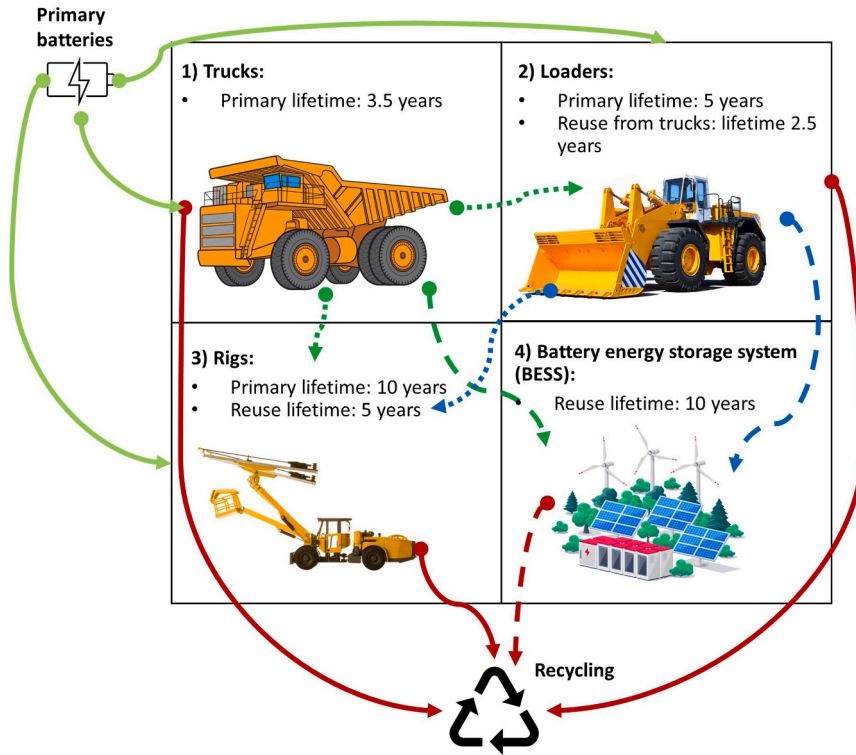 Primary
batteries
1) Trucks:
• Primary lifetime: 3.5 years
2) Loaders:
• Primary lifetime: 5 years
• Reuse from trucks: lifetime 2.5
years
3) Rigs:
• Primary lifetime: 10 years
• Reuse lifetime: 5 years
4) Battery energy storage system
(BESS):
• Reuse lifetime: 10 years
Recycling